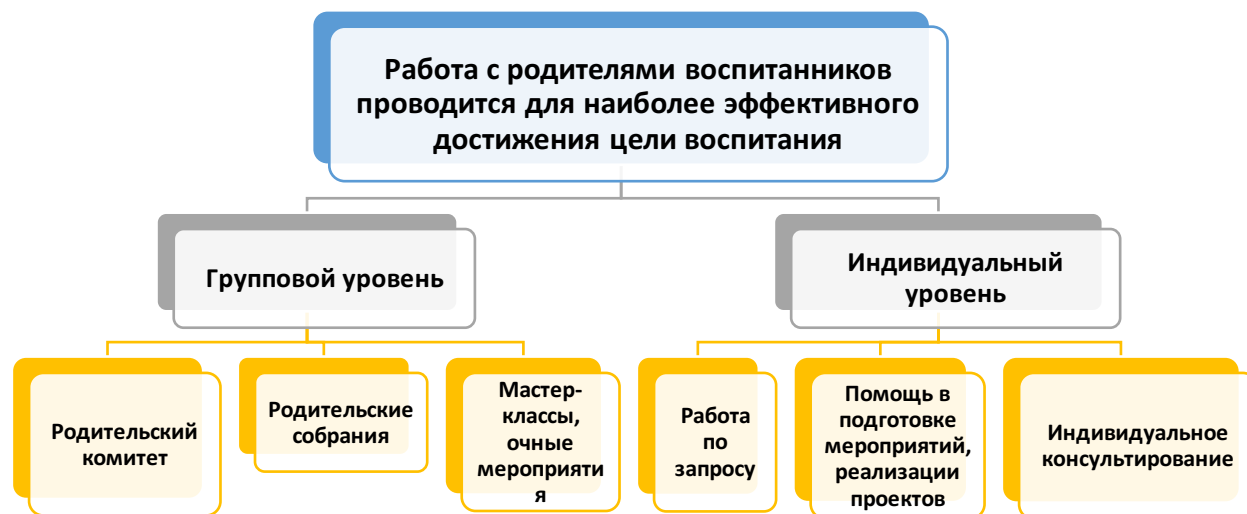 Работа с родителями воспитанников
проводится для наиболее эффективного
достижения цели воспитания
Групповой уровень
Индивидуальный
уровень
Родительский
комитет
Родительские
собрания
Мастер-
классы,
очные
мероприяти
я
Работа
по
запросу
Помощь в
подготовке
мероприятий,
реализации
проектов
Индивидуальное
консультирование